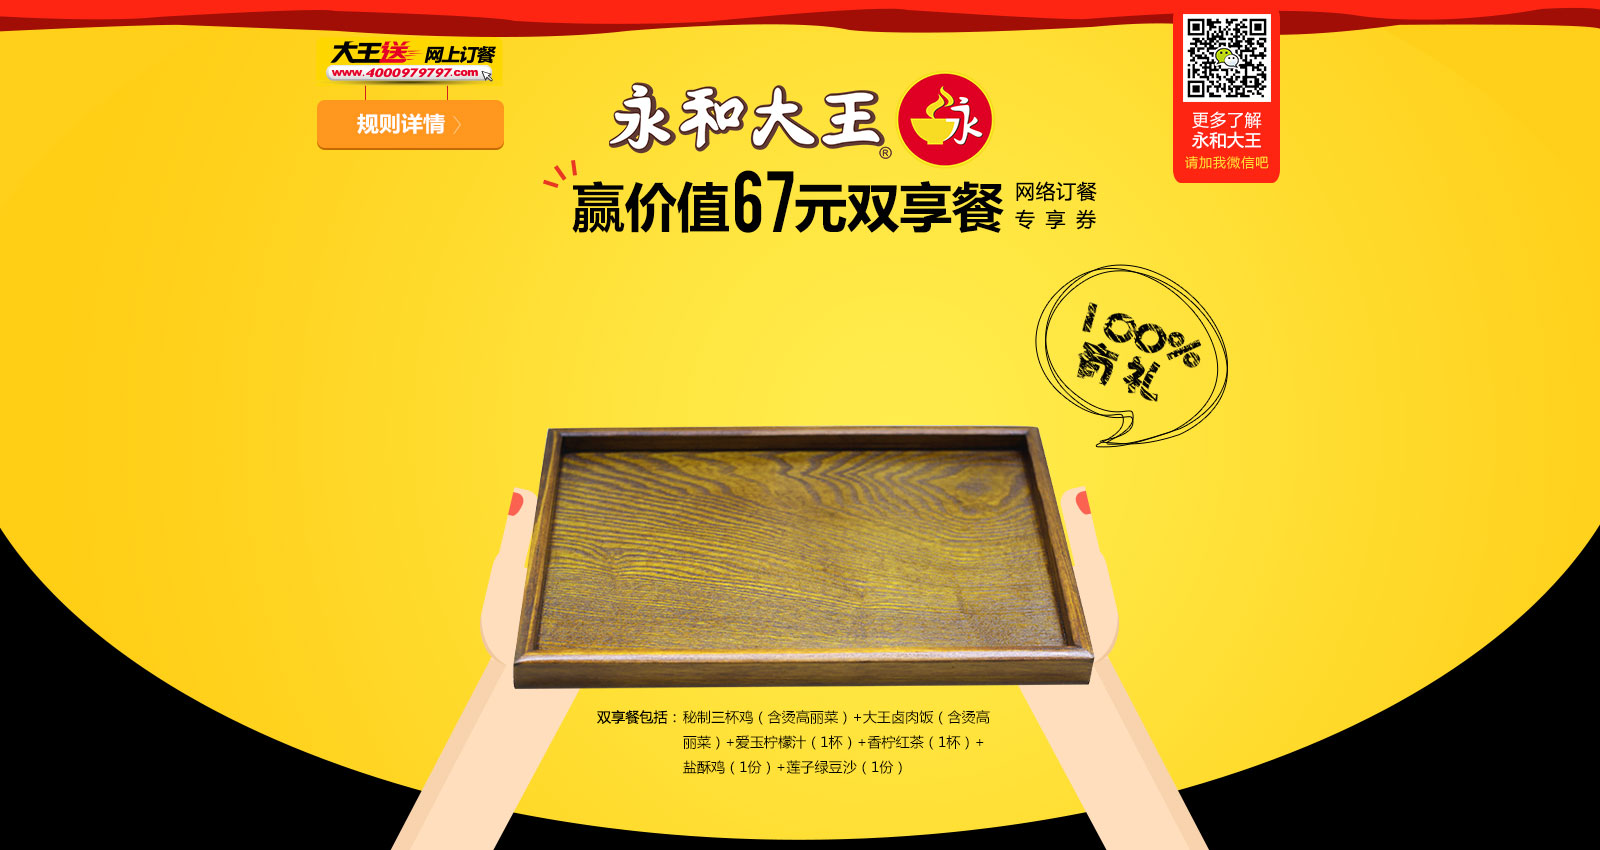 大王送 网上订餐
www.4000979797.com
规则详情
永和大王®
永
赢价值67元双享餐
网络订餐
专享券
更多了解
永和大王
请加我微信吧
100%
有礼
双享餐包括：秘制三杯鸡（含烫高丽菜）+大王卤肉饭（含烫高
丽菜）+爱玉柠檬汁（1杯）+香柠红茶（1杯）+
盐酥鸡（1份）+莲子绿豆沙（1份）